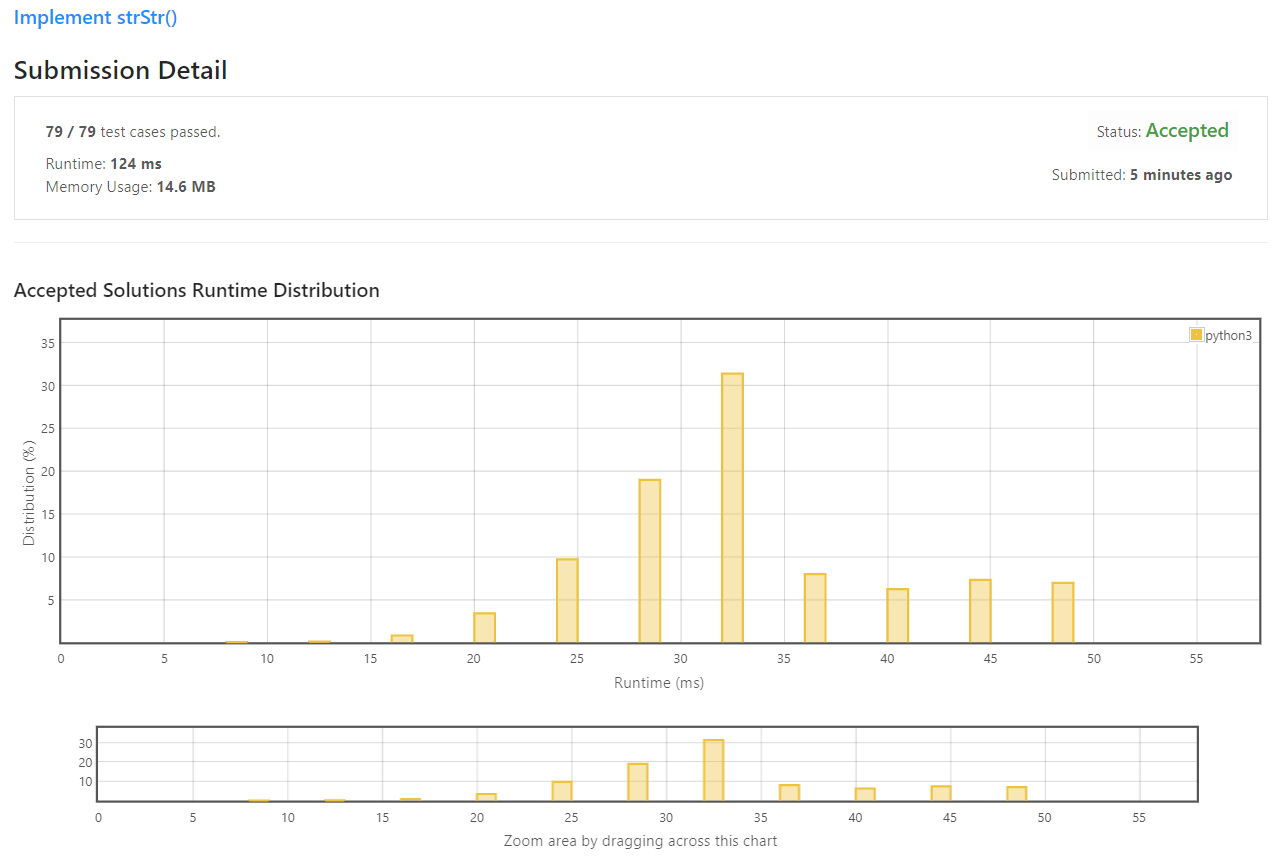 Implement strStr()
Submission Detail
79 / 79 test cases passed.
Status: Accepted
Runtime: 124 ms
Memory Usage: 14.6 MB
Submitted: 5 minutes ago
Accepted Solutions Runtime Distribution
python3
35
30
25
20
15
10
5
Distribution (%)
0 5 10 15 20 25 30 35 40 45 50 55
Runtime (ms)
30
20
10
0 5 10 15 20 25 30 35 40 45 50 55
Zoom area by dragging across this chart